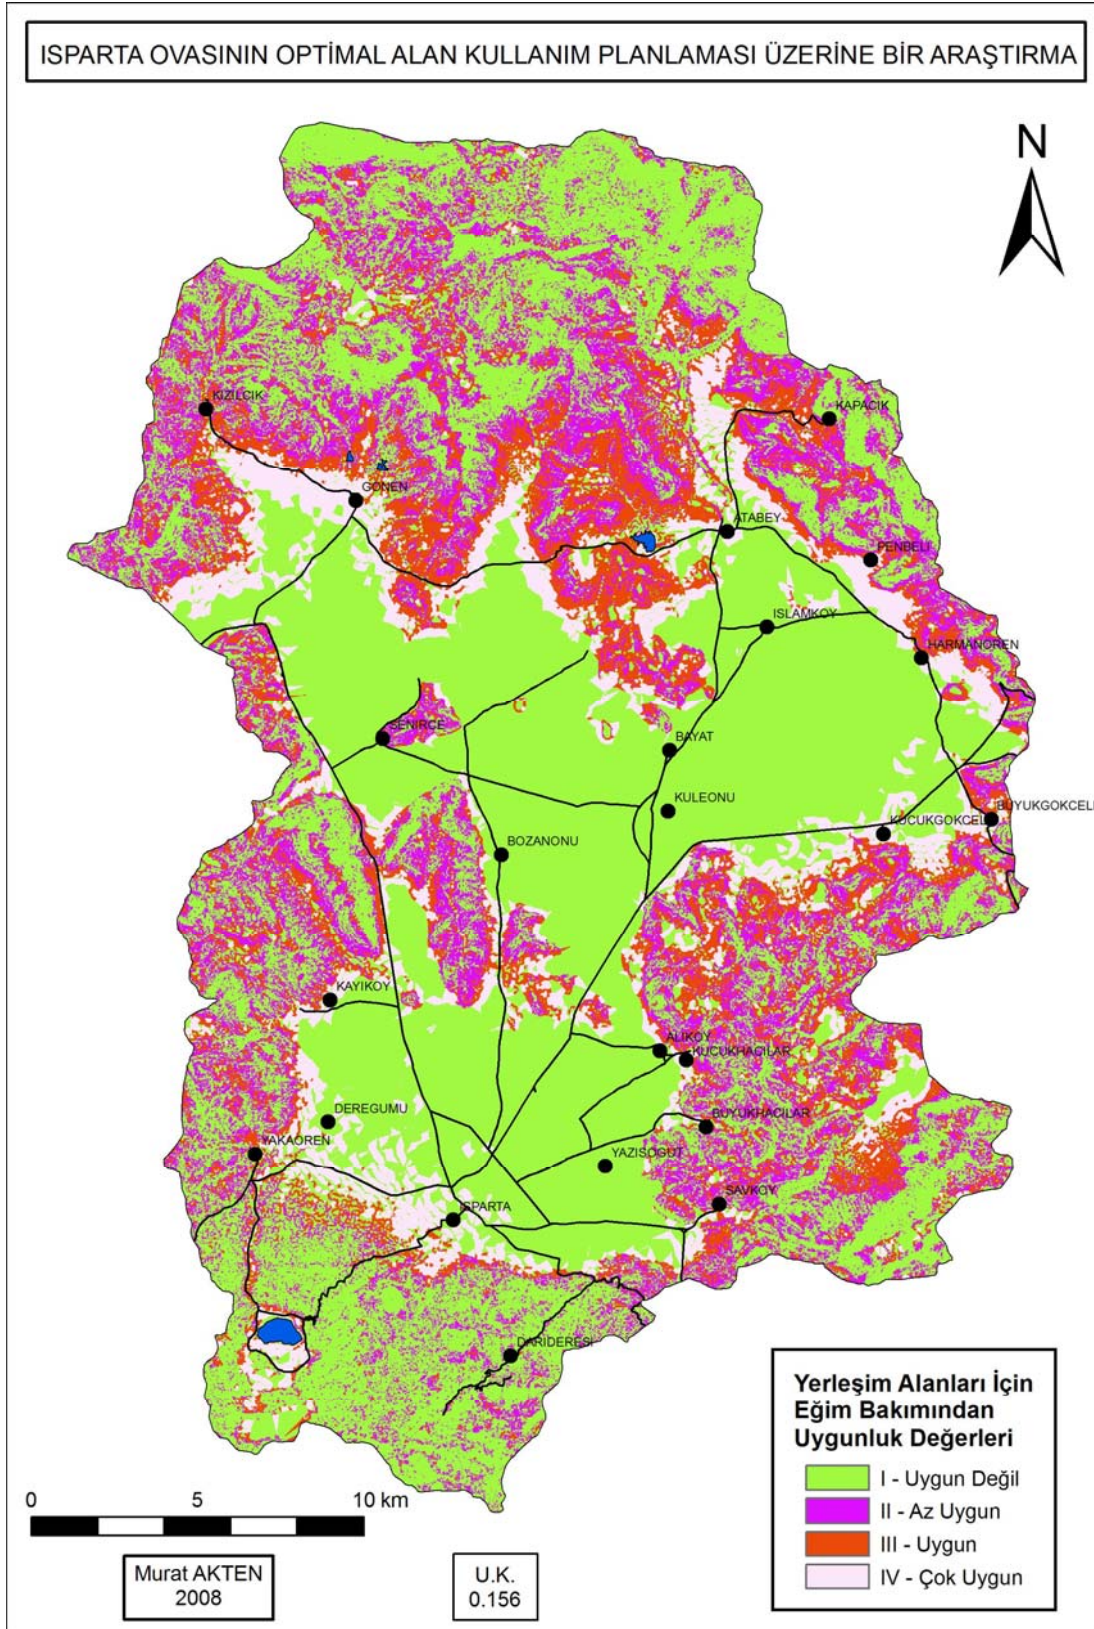 ISPARTA OVASININ OPTİMAL ALAN KULLANIM PLANLAMASI ÜZERİNE BİR ARAŞTIRMA
N
KIZILCIK
KAPACIK
GONEN
ATABEY
PENBELI
ISLAMKOY
HARMANOREN
SENIRCE
BAYAT
KULEONU
BUYUKGOKCELI
KUCUKGOKCELI
BOZANONU
KAYIKOY
ALIKOY
KUCUKHACILAR
DEREGUMU
BUYUKHACILAR
YAKAOREN
YAZISOGUT
SAVKOY
ISPARTA
DARIDERESI
Yerleşim Alanları İçin
Eğim Bakımından
Uygunluk Değerleri
I - Uygun Değil
II - Az Uygun
III - Uygun
IV - Çok Uygun
0 5 10 km
Murat AKTEN
2008
U.K.
0.156